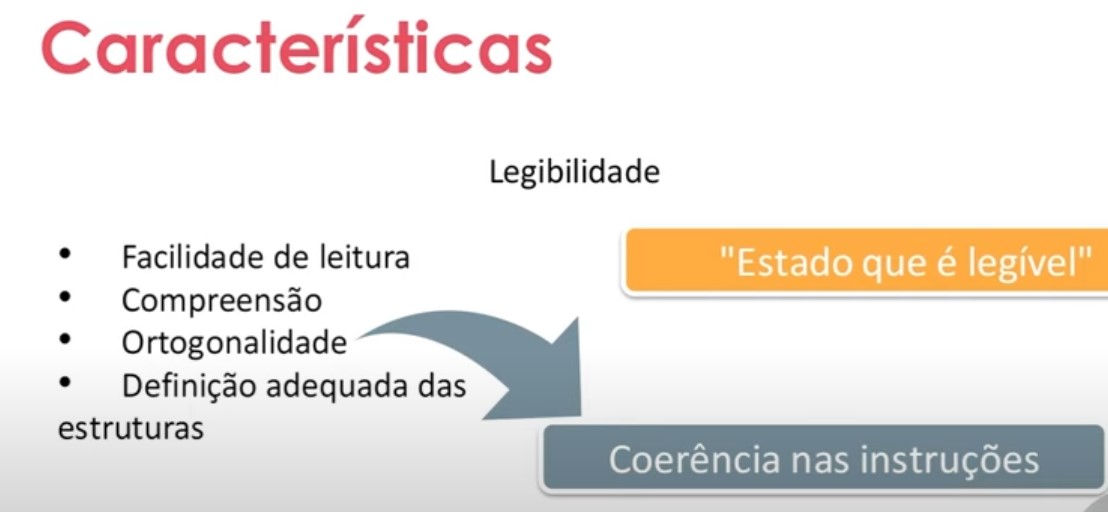 Características
Legibilidade
• Facilidade de leitura
• Compreensão
• Ortogonalidade
• Definição adequada das
estruturas
"Estado que é legível"
Coerência nas instruções